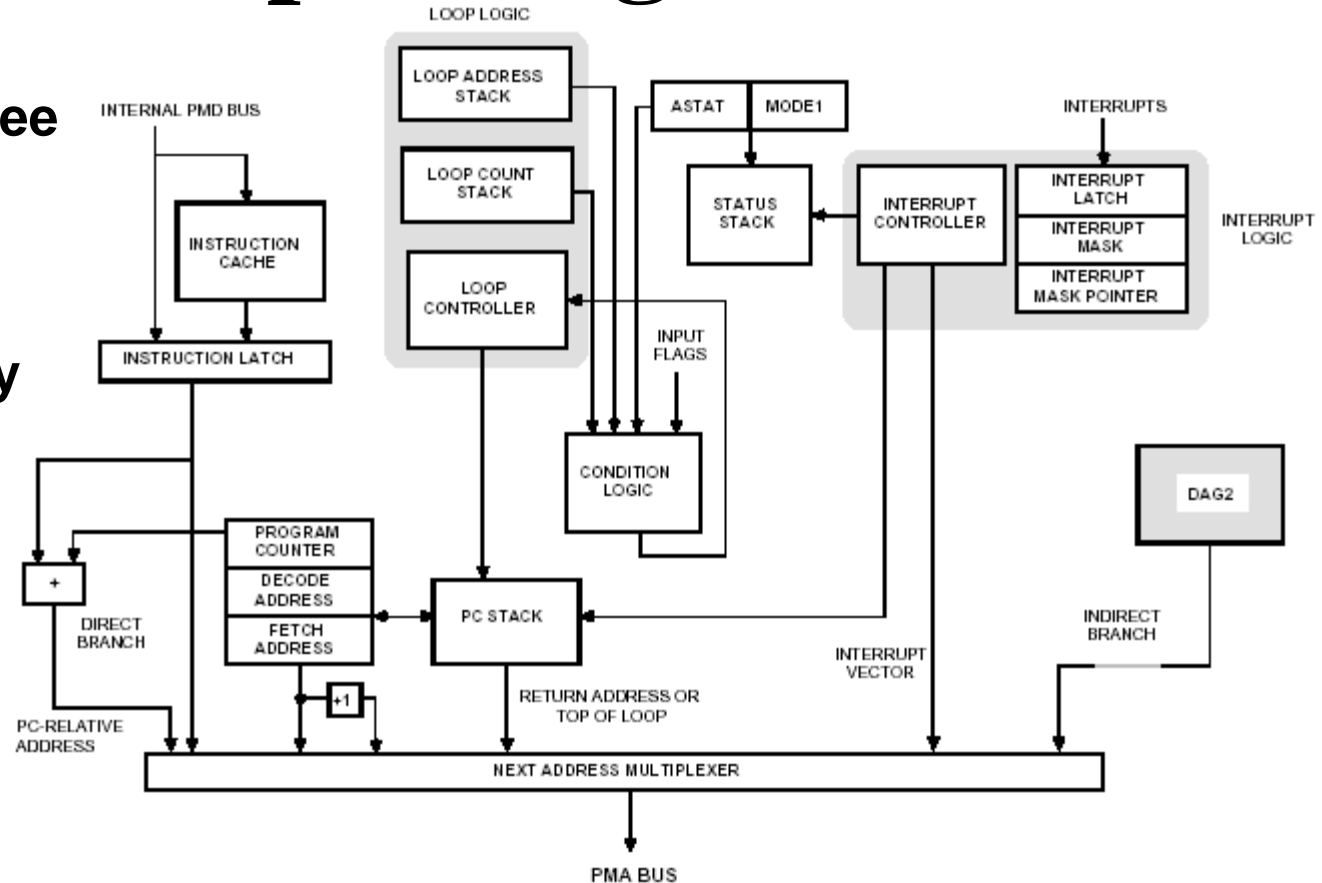 LOOP LOGIC
LOOP ADDRESS
STACK
LOOP COUNT
STACK
LOOP
CONTROLLER
ee
y
INTERNAL PMD BUS
INSTRUCTION
CACHE
INSTRUCTION LATCH
ASTAT
MODE1
STATUS
STACK
INTERRUPTS
INTERRUPT
CONTROLLER
INTERRUPT
LATCH
INTERRUPT
MASK
INTERRUPT
MASK POINTER
INTERRUPT
LOGIC
INPUT
FLAGS
CONDITION
LOGIC
DAG2
PROGRAM
COUNTER
DECODE
ADDRESS
FETCH
ADDRESS
+
DIRECT
BRANCH
PC STACK
INDIRECT
BRANCH
INTERRUPT
VECTOR
+1
RETURN ADDRESS OR
TOP OF LOOP
PC-RELATIVE
ADDRESS
NEXT ADDRESS MULTIPLEXER
PMA BUS